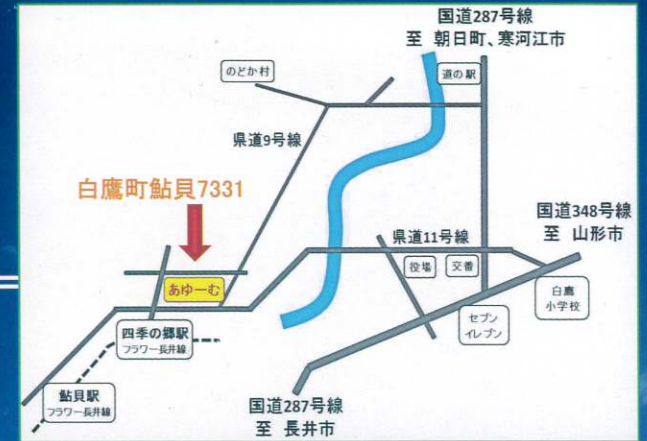 国道287号線
至 朝日町、寒河江市
のどか村
道の駅
県道9号線
白鷹町鮎貝7331
国道348号線
至 山形市
県道11号線
役場
交番
あゆーむ
白鷹
小学校
セブン
イレブン
四季の郷駅
フラワー長井線
鮎貝駅
フラワー長井線
国道287号線
至 長井市